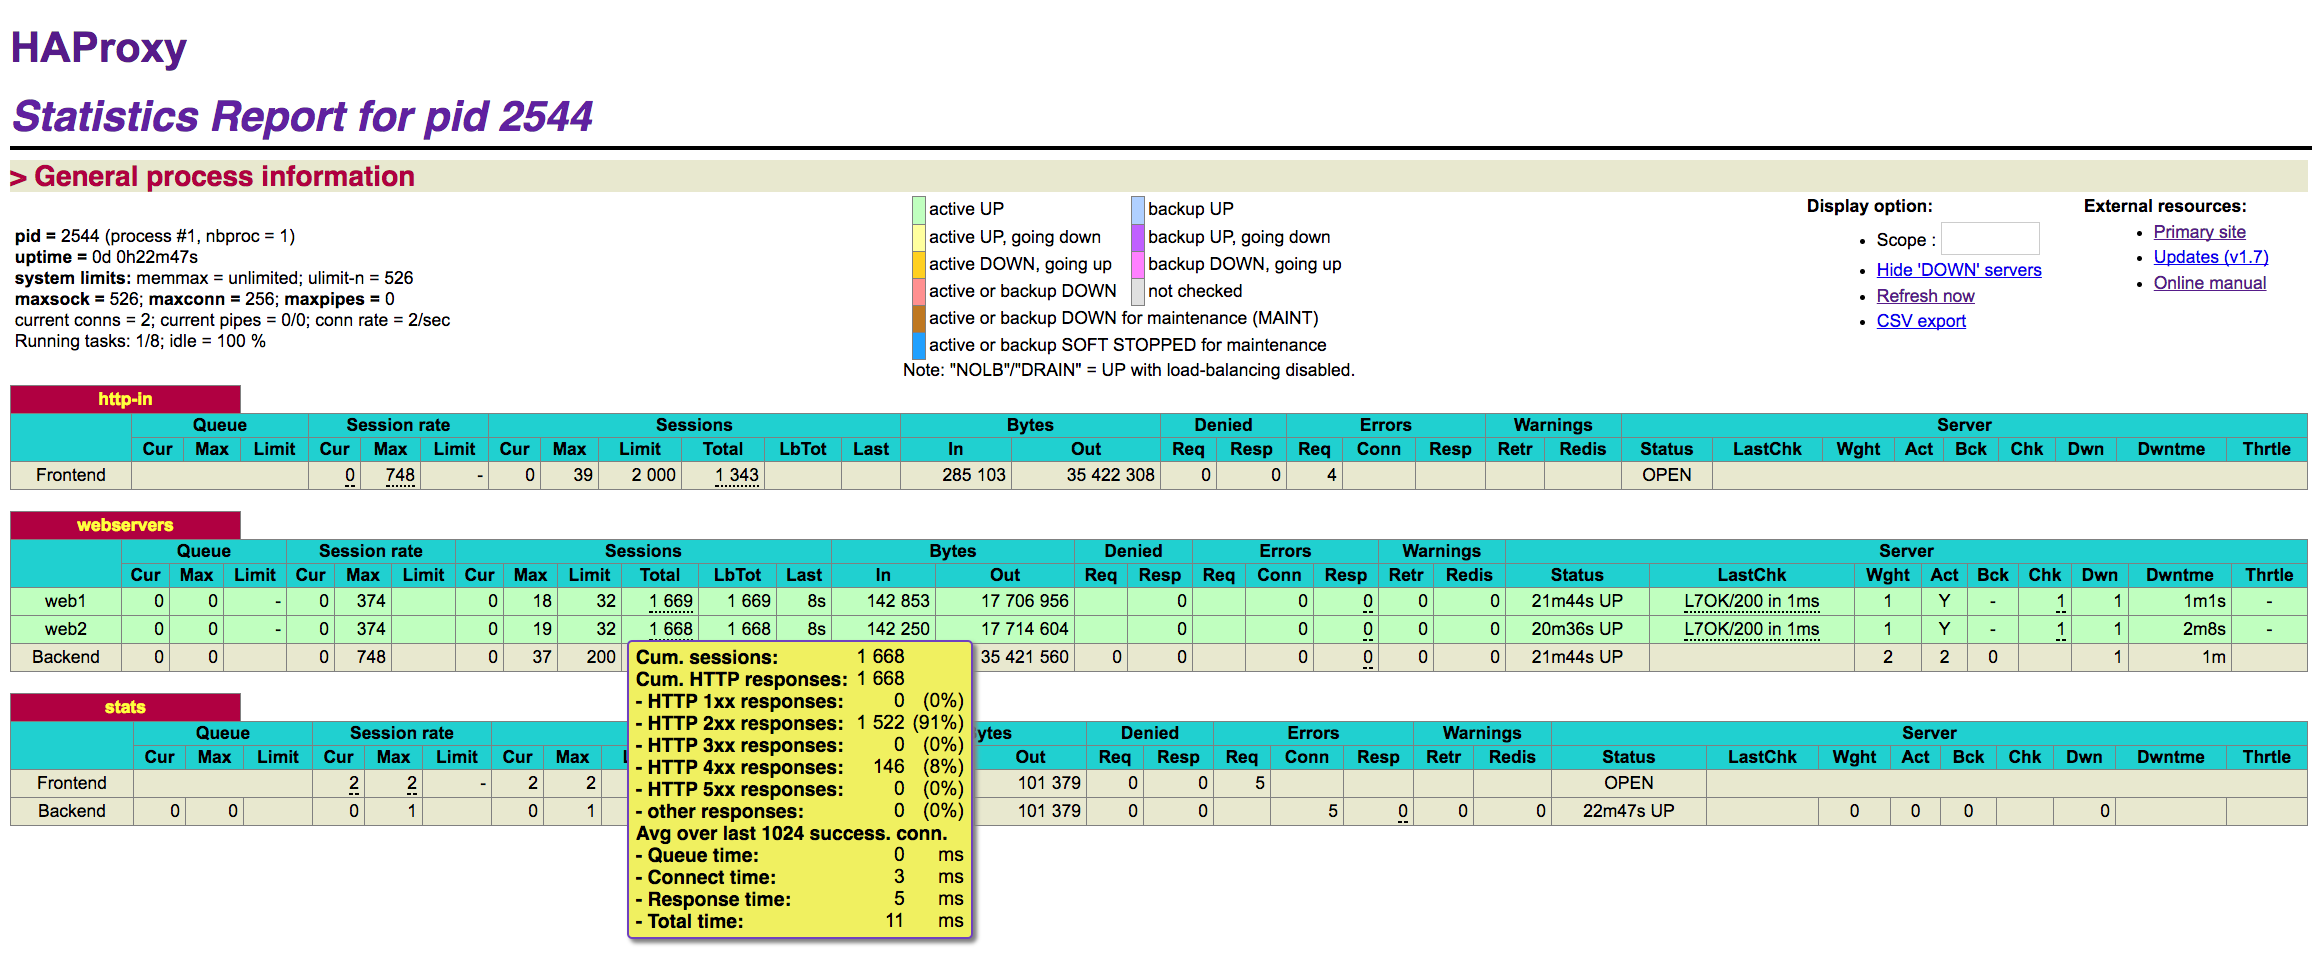 HAProxy
Statistics Report for pid 2544
> General process information
pid = 2544 (process #1, nbproc = 1)
uptime = 0d 0h22m47s
system limits: memmax = unlimited; ulimit-n = 526
maxsock = 526; maxconn = 256; maxpipes = 0
current conns = 2; current pipes = 0/0; conn rate = 2/sec
Running tasks: 1/8; idle = 100 %
active UP backup UP
active UP, going down backup UP, going down
active DOWN, going up backup DOWN, going up
active or backup DOWN not checked
active or backup DOWN for maintenance (MAINT)
active or backup SOFT STOPPED for maintenance
Note: "NOLB"/"DRAIN" = UP with load-balancing disabled.
Display option:
• Scope :
• Hide 'DOWN' servers
• Refresh now
• CSV export
External resources:
• Primary site
• Updates (v1.7)
• Online manual
http-in
Queue Session rate Sessions Bytes Denied Errors Warnings Server
Cur Max Limit Cur Max Limit Cur Max Limit Total LbTot Last In Out Req Resp Req Conn Resp Retr Redis Status LastChk Wght Act Bck Chk Dwn Dwntme Thrtle
Frontend 0 748 - 0 39 2 000 1 343 285 103 35 422 308 0 0 4 OPEN
webservers
Queue Session rate Sessions Bytes Denied Errors Warnings Server
Cur Max Limit Cur Max Limit Cur Max Limit Total LbTot Last In Out Req Resp Req Conn Resp Retr Redis Status LastChk Wght Act Bck Chk Dwn Dwntme Thrtle
web1 0 0 - 0 374 0 18 32 1 669 1 669 8s 142 853 17 706 956 0 0 0 0 0 21m44s UP L7OK/200 in 1ms 1 Y - 1 1 1m1s -
web2 0 0 - 0 374 0 19 32 1 668 1 668 8s 142 250 17 714 604 0 0 0 0 0 20m36s UP L7OK/200 in 1ms 1 Y - 1 1 2m8s -
Backend 0 0 0 748 0 37 200 35 421 560 0 0 0 0 0 0 21m44s UP 2 2 0 1 1m
Cum. sessions: 1 668
Cum. HTTP responses: 1 668
- HTTP 1xx responses: 0 (0%)
- HTTP 2xx responses: 1 522 (91%)
- HTTP 3xx responses: 0 (0%)
- HTTP 4xx responses: 146 (8%)
- HTTP 5xx responses: 0 (0%)
- other responses: 0 (0%)
Avg over last 1024 success. conn.
- Queue time: 0 ms
- Connect time: 3 ms
- Response time: 5 ms
- Total time: 11 ms
stats
Queue Session rate Denied Errors Warnings Server
Cur Max Limit Cur Max Limit Cur Max Out Req Resp Req Conn Resp Retr Redis Status LastChk Wght Act Bck Chk Dwn Dwntme Thrtle
Frontend 2 2 - 2 2 101 379 0 0 5 OPEN
Backend 0 0 0 1 0 1 101 379 0 0 5 0 0 0 22m47s UP 0 0 0 0